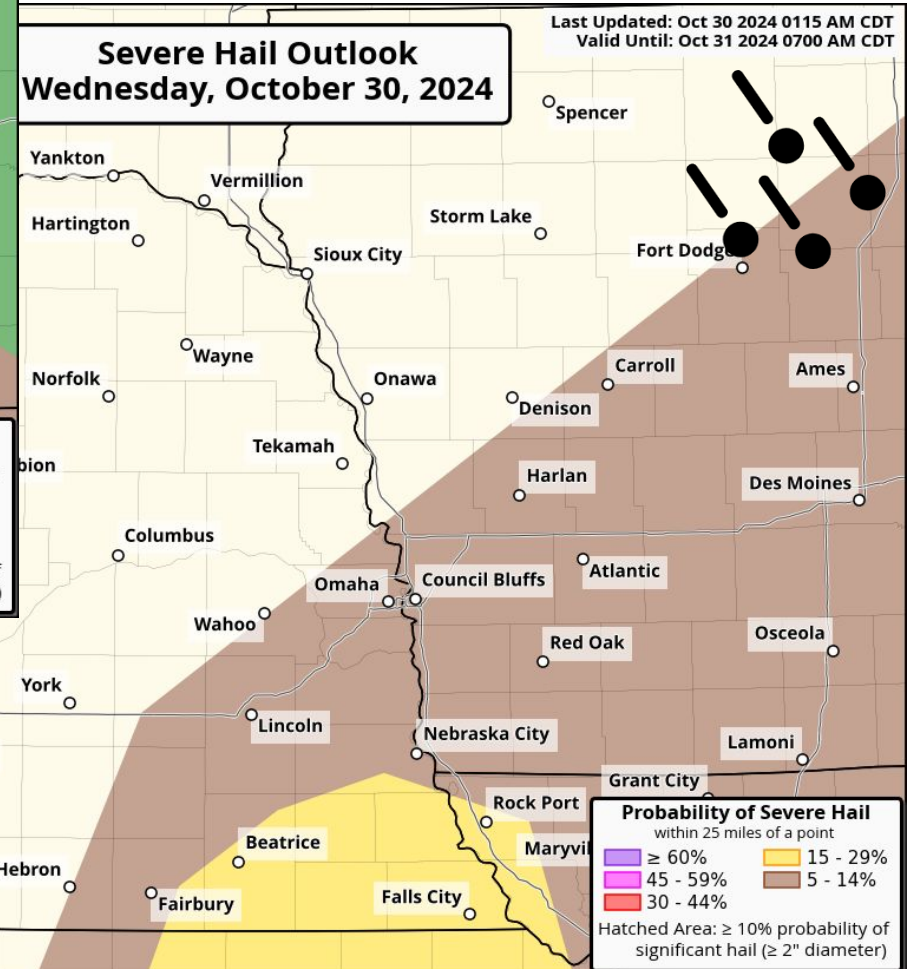 Last Updated: Oct 30 2024 0115 AM CDT
Valid Until: Oct 31 2024 0700 AM CDT
Severe Hail Outlook
Wednesday, October 30, 2024
Spencer
Yankton
Vermillion
Hartington
Storm Lake
Sioux City
Fort Dodge
Wayne
Carroll
Ames
Norfolk
Onawa
Denison
Tekamah
bion
Harlan
Des Moines
Columbus
Omaha
Council Bluffs
Atlantic
Wahoo
Osceola
Red Oak
York
Lincoln
Nebraska City
Lamoni
Grant City
Rock Port
Beatrice
Maryvil
Hebron
Fairbury
Falls City
Probability of Severe Hail
within 25 miles of a point
≥ 60% 15 - 29%
45 - 59% 5 - 14%
30 - 44%
Hatched Area: ≥ 10% probability of
significant hail (≥ 2" diameter)